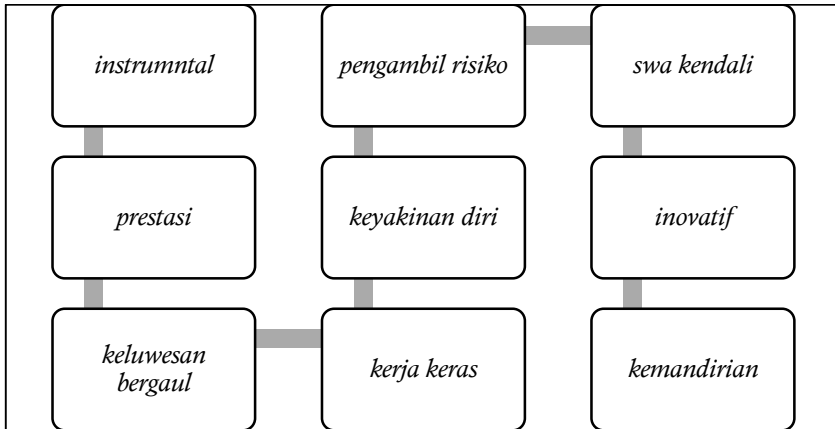 instrumntal
prestasi
keluwesan
bergaul
kerja keras
keyakinan diri
pengambil risiko
swa kendali
inovatif
kemandirian